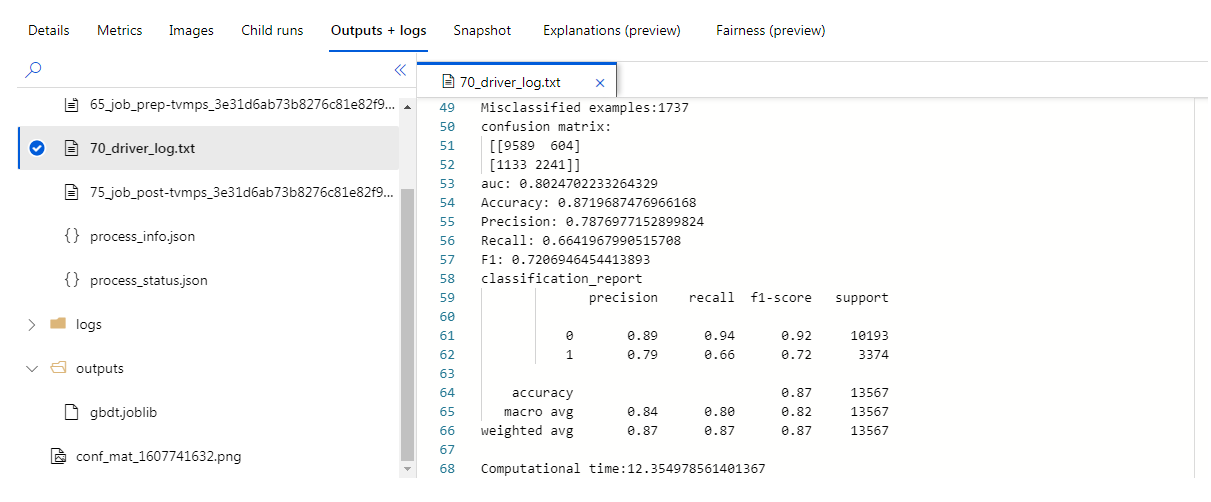 Details Metrics Images Child runs Outputs + logs Snapshot Explanations (preview) Fairness (preview)
65_job_prep-tvmps_3e31d6ab73b8276c81e82f9...
70_driver_log.txt
75_job_post-tvmps_3e31d6ab73b8276c81e82f9...
{} process_info.json
{} process_status.json
logs
outputs
gbdt.joblib
conf_mat_1607741632.png
70_driver_log.txt
49 Misclassified examples:1737
50 confusion matrix:
51 [[9589 604]
52 [1133 2241]]
53 auc: 0.8024702233264329
54 Accuracy: 0.8719687476966168
55 Precision: 0.7876977152899824
56 Recall: 0.6641967990515708
57 F1: 0.7206946454413893
58 classification_report
59 precision recall f1-score support
60
61 0 0.89 0.94 0.92 10193
62 1 0.79 0.66 0.72 3374
63
64 accuracy 0.87 13567
65 macro avg 0.84 0.80 0.82 13567
66 weighted avg 0.87 0.87 0.87 13567
67
68 Computational time:12.354978561401367